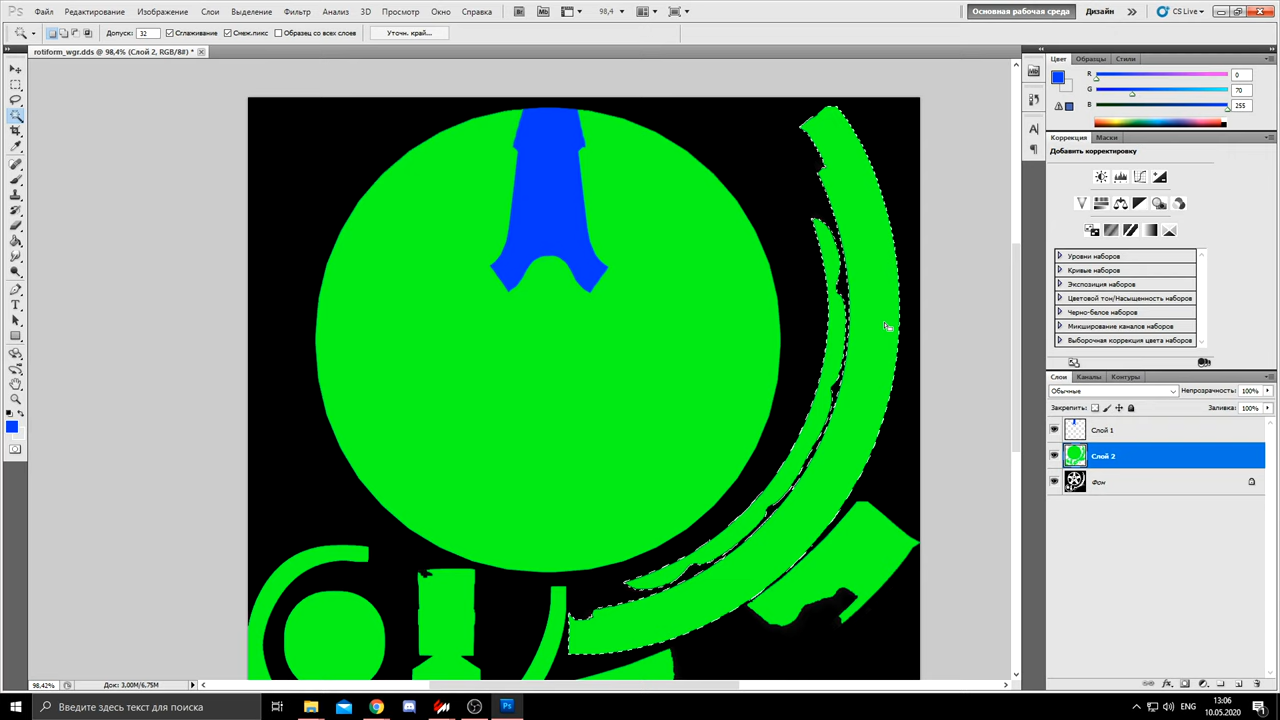 Ps Файл Редактирование Изображение Слои Выделение Фильтр Анализ 3D Просмотр Окно Справка Br Mb 98,4 Основная рабочая среда Дизайн CS Live
Допуск: 32 Сглаживание Смеж.пикс Образец со всех слоев Уточн. край...
rotiform_wgr.dds @ 98,4% (Слой 2, RGB/8#) *
Цвет Образцы Стили
R 0
G 70
B 255
Коррекция Маски
Добавить корректировку
Уровни наборов
Кривые наборов
Экспозиция наборов
Цветовой тон/Насыщенность наборов
Черно-белое наборов
Микширование каналов наборов
Выборочная коррекция цвета наборов
Слои Каналы Контуры
Обычные Непрозрачность: 100%
Закрепить: Заливка: 100%
Слой 1
Слой 2
Фон
98,42% Док: 3,00M/6,75M
Введите здесь текст для поиска
Ps
ENG
13:06
10.05.2020